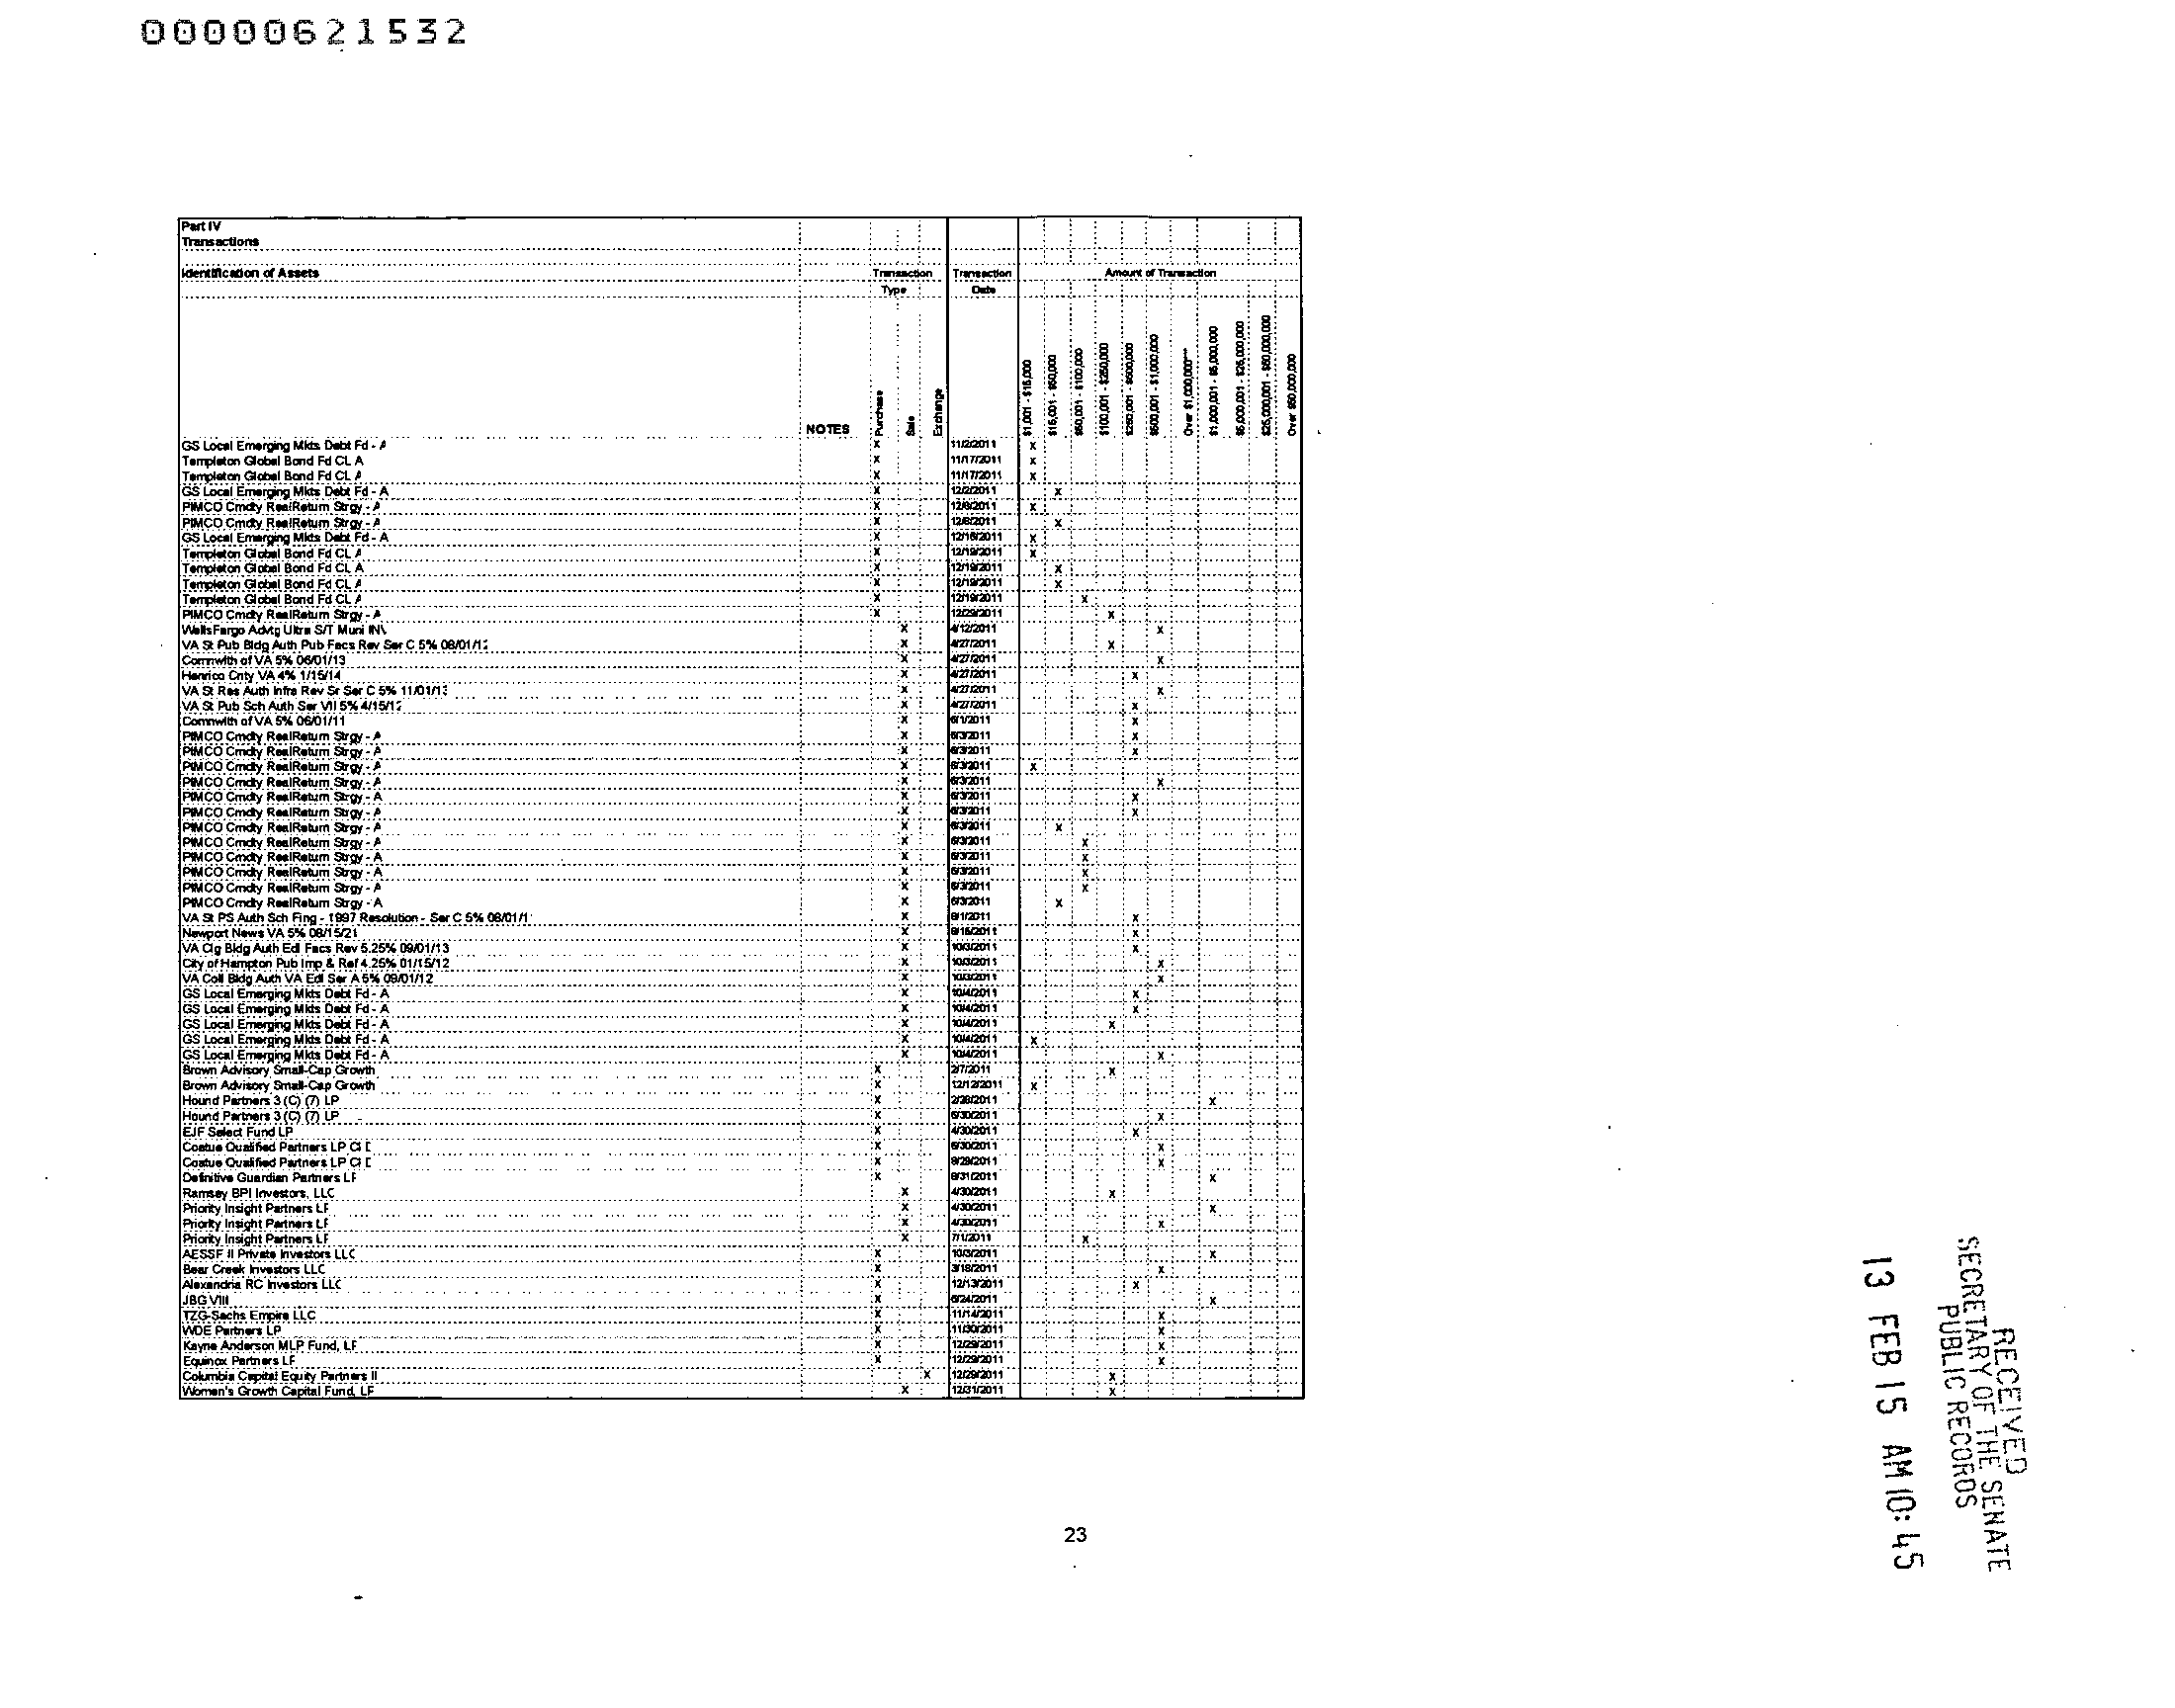 00000621532
Part IV
Transactions
Identification of Assets Transaction Transaction Amount of Transaction
Type Date
NOTES Purchase Sale Exchange $1,001 - $15,000 $15,001 - $50,000 $50,001 - $100,000 $100,001 - $250,000 $250,001 - $500,000 $500,001 - $1,000,000 Over $1,000,000*** $1,000,001 - $5,000,000 $5,000,001 - $25,000,000 $25,000,001 - $50,000,000 Over $50,000,000
GS Local Emerging Mkts Debt Fd - A X 11/2/2011 X
Templeton Global Bond Fd CL A X 11/17/2011 X
Templeton Global Bond Fd CL A X 11/17/2011 X
GS Local Emerging Mkts Debt Fd - A X 12/2/2011 X
PIMCO Cmdty RealReturn Strgy - A X 12/8/2011 X
PIMCO Cmdty RealReturn Strgy - A X 12/8/2011 X
GS Local Emerging Mkts Debt Fd - A X 12/16/2011 X
Templeton Global Bond Fd CL A X 12/19/2011 X
Templeton Global Bond Fd CL A X 12/19/2011 X
Templeton Global Bond Fd CL A X 12/19/2011 X
Templeton Global Bond Fd CL A X 12/19/2011 X
PIMCO Cmdty RealReturn Strgy - A X 12/29/2011 X
WellsFargo Advtg Ultra S/T Muni INV X 4/12/2011 X
VA St Pub Bldg Auth Pub Facs Rev Ser C 5% 08/01/12 X 4/27/2011 X
Comnwlth of VA 5% 06/01/13 X 4/27/2011 X
Henrico Cnty VA 4% 1/15/14 X 4/27/2011 X
VA St Res Auth Infra Rev Sr Ser C 5% 11/01/13 X 4/27/2011 X
VA St Pub Sch Auth Ser VII 5% 4/15/12 X 4/27/2011 X
Comnwlth of VA 5% 06/01/11 X 6/1/2011 X
PIMCO Cmdty RealReturn Strgy - A X 6/3/2011 X
PIMCO Cmdty RealReturn Strgy - A X 6/3/2011 X
PIMCO Cmdty RealReturn Strgy - A X 6/3/2011 X
PIMCO Cmdty RealReturn Strgy - A X 6/3/2011 X
PIMCO Cmdty RealReturn Strgy - A X 6/3/2011 X
PIMCO Cmdty RealReturn Strgy - A X 6/3/2011 X
PIMCO Cmdty RealReturn Strgy - A X 6/3/2011 X
PIMCO Cmdty RealReturn Strgy - A X 6/3/2011 X
PIMCO Cmdty RealReturn Strgy - A X 6/3/2011 X
PIMCO Cmdty RealReturn Strgy - A X 6/3/2011 X
PIMCO Cmdty RealReturn Strgy - A X 6/3/2011 X
PIMCO Cmdty RealReturn Strgy - A X 6/3/2011 X
VA St PS Auth Sch Fing - 1997 Resolution - Ser C 5% 08/01/1 X 8/1/2011 X
Newport News VA 5% 08/15/21 X 8/15/2011 X
VA Clg Bldg Auth Edl Facs Rev 5.25% 09/01/13 X 10/3/2011 X
City of Hampton Pub Imp & Ref 4.25% 01/15/12 X 10/3/2011 X
VA Coll Bldg Auth VA Edl Ser A 5% 09/01/12 X 10/3/2011 X
GS Local Emerging Mkts Debt Fd - A X 10/4/2011 X
GS Local Emerging Mkts Debt Fd - A X 10/4/2011 X
GS Local Emerging Mkts Debt Fd - A X 10/4/2011 X
GS Local Emerging Mkts Debt Fd - A X 10/4/2011 X
GS Local Emerging Mkts Debt Fd - A X 10/4/2011 X
Brown Advisory Small-Cap Growth X 2/7/2011 X
Brown Advisory Small-Cap Growth X 12/12/2011 X
Hound Partners 3 (C) (7) LP X 2/28/2011 X
Hound Partners 3 (C) (7) LP X 6/30/2011 X
EJF Select Fund LP X 4/30/2011 X
Coatue Qualified Partners LP Cl D X 6/30/2011 X
Coatue Qualified Partners LP Cl D X 8/29/2011 X
Definitive Guardian Partners LP X 8/31/2011 X
Ramsey BPI Investors, LLC X 4/30/2011 X
Priority Insight Partners LP X 4/30/2011 X
Priority Insight Partners LP X 4/30/2011 X
Priority Insight Partners LP X 7/1/2011 X
AESSF II Private Investors LLC X 10/3/2011 X
Bear Creek Investors LLC X 3/18/2011 X
Alexandria RC Investors LLC X 12/13/2011 X
JBG VIII X 6/24/2011 X
TZG-Sachs Empire LLC X 11/14/2011 X
WDE Partners LP X 11/30/2011 X
Kayne Anderson MLP Fund, LP X 12/29/2011 X
Equinox Partners LP X 12/29/2011 X
Columbia Capital Equity Partners II X 12/29/2011 X
Women's Growth Capital Fund, LP X 12/31/2011 X
RECEIVED
SECRETARY OF THE SENATE
PUBLIC RECORDS
13 FEB 15 AM 10:45
23